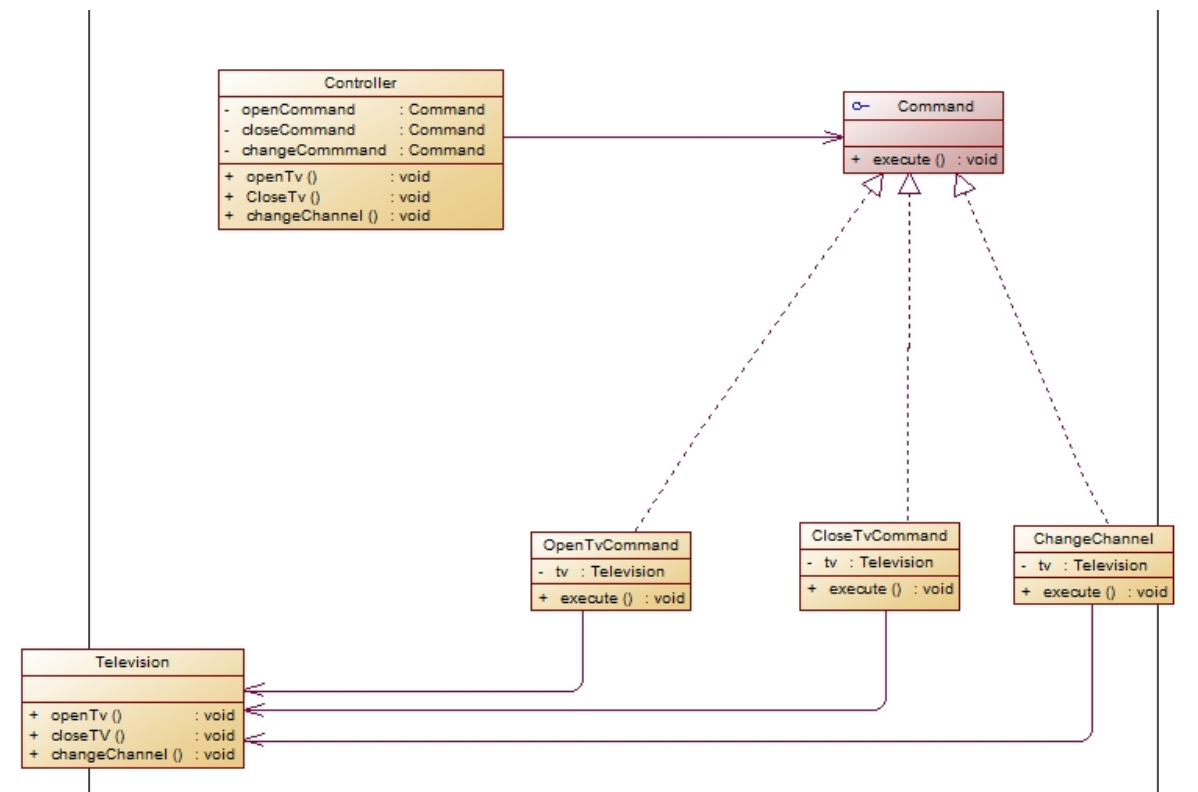 Controller
- openCommand : Command
- closeCommand : Command
- changeCommmand : Command
+ openTv () : void
+ CloseTv () : void
+ changeChannel () : void
Command
+ execute () : void
OpenTvCommand
- tv : Television
+ execute () : void
CloseTvCommand
- tv : Television
+ execute () : void
ChangeChannel
- tv : Television
+ execute () : void
Television
+ openTv () : void
+ closeTV () : void
+ changeChannel () : void